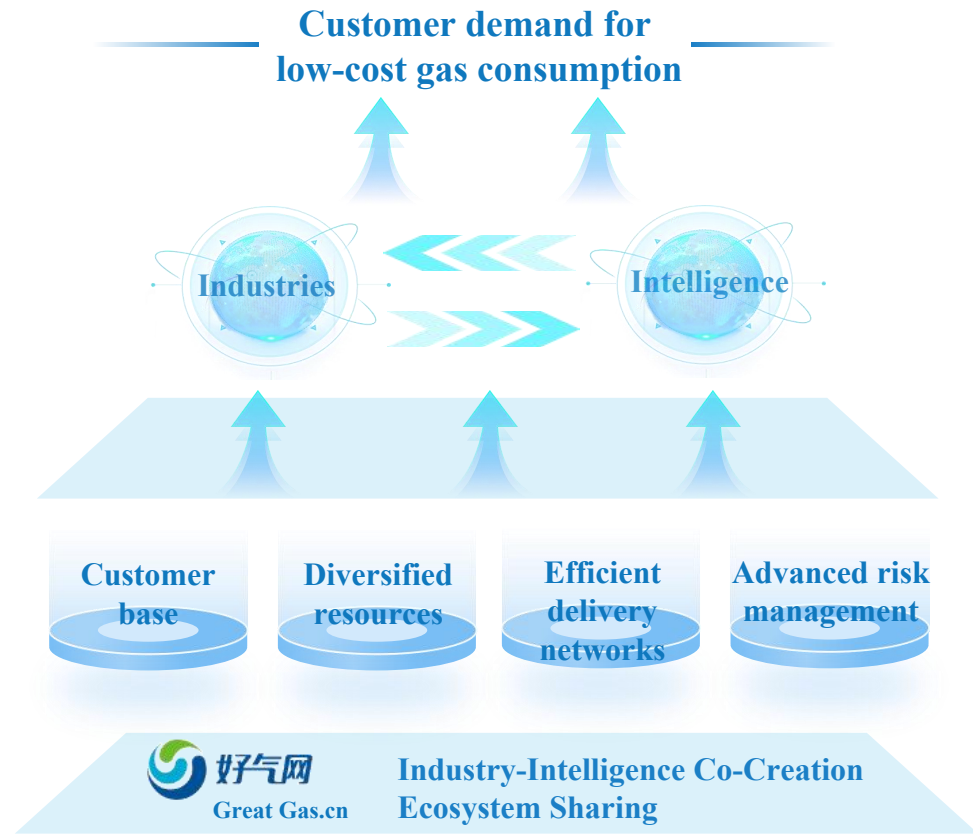 Customer demand for
low-cost gas consumption
Industries
Intelligence
Customer
base
Diversified
resources
Efficient
delivery
networks
Advanced risk
management
好气网
Great Gas.cn
Industry-Intelligence Co-Creation
Ecosystem Sharing